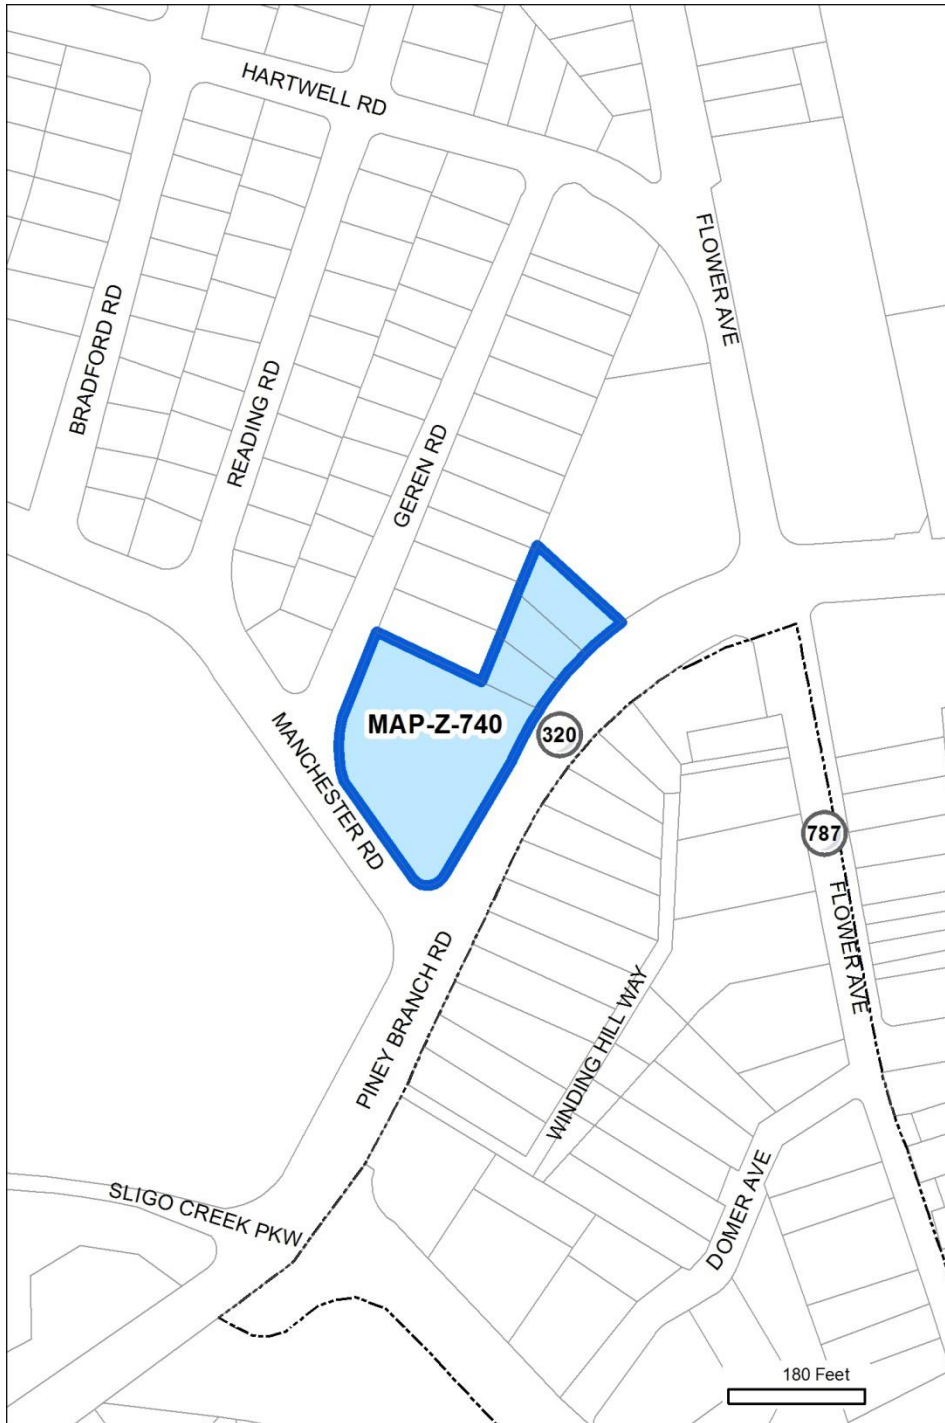 HARTWELL RD
FLOWER AVE
BRADFORD RD
READING RD
GEREN RD
MAP-Z-740
320
MANCHESTER RD
787
FLOWER AVE
PINEY BRANCH RD
WINDING HILL WAY
DOMER AVE
SLIGO CREEK PKW
180 Feet